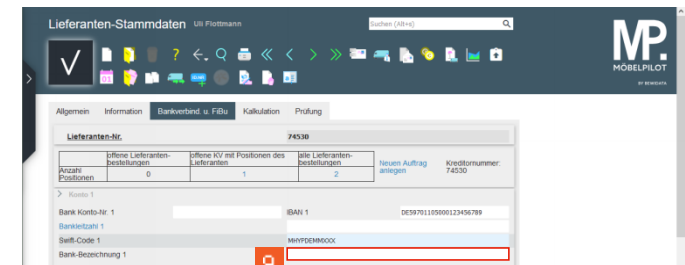 Lieferanten-Stammdaten Uli Flottmann Suchen (Alt+s)
MP.
MÖBELPILOT
BY BEWIDATA
Allgemein Information Bankverbind. u. FiBu Kalkulation Prüfung
Lieferanten-Nr. 74530
offene Lieferanten-bestellungen offene KV mit Positionen des Lieferanten alle Lieferanten-bestellungen
Anzahl Positionen 0 1 2
Neuen Auftrag anlegen Kreditornummer: 74530
Konto 1
Bank Konto-Nr. 1 IBAN 1 DE59701105000123456789
Bankleitzahl 1
Swift-Code 1 MHYPDEMMXXX
Bank-Bezeichnung 1